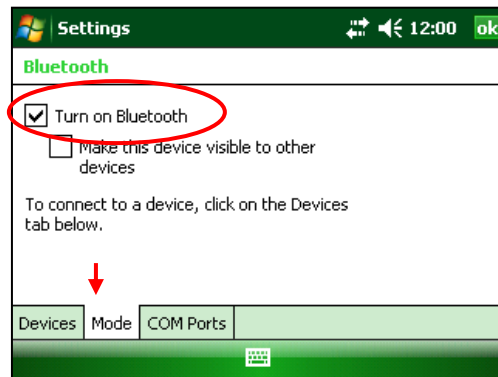 Settings 12:00 ok
Bluetooth
Turn on Bluetooth
Make this device visible to other
devices
To connect to a device, click on the Devices
tab below.
Devices Mode COM Ports